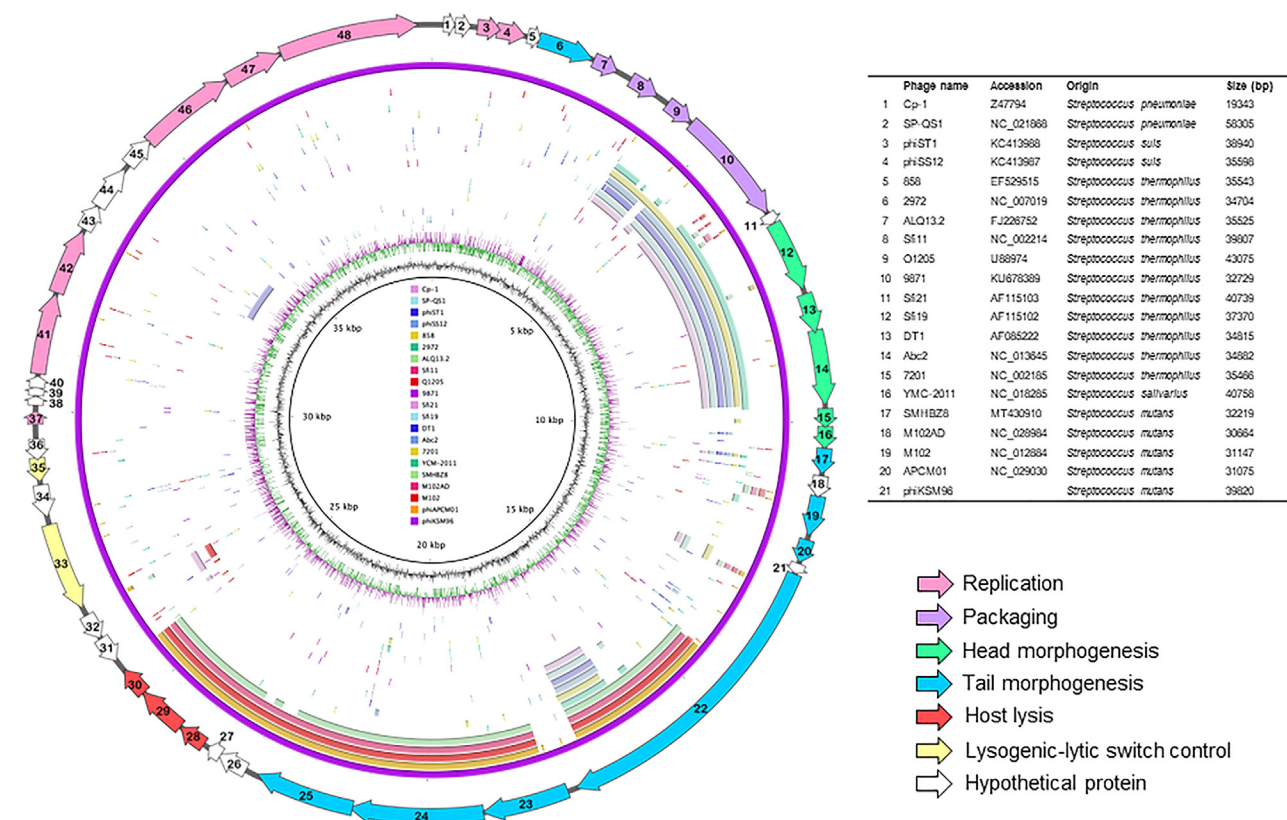 1 2 3 4 5 6 7 8 9 10 11 12 13 14 15 16 17 18 19 20 21 22 23 24 25 26 27 28 29 30 31 32 33 34 35 36 37 38 39 40 41 42 43 44 45 46 47 48
5 kbp
10 kbp
15 kbp
20 kbp
25 kbp
30 kbp
35 kbp
Cp-1
SP-QS1
phiST1
phiSS12
858
2972
ALQ13.2
Sfi11
O1205
9871
Sfi21
Sfi19
DT1
Abc2
7201
YCM-2011
SMHBZ8
M102AD
M102
phiAPCM01
phiKSM96
Phage name Accession Origin Size (bp)
1 Cp-1 Z47794 Streptococcus pneumoniae 19343
2 SP-QS1 NC_021868 Streptococcus pneumoniae 58305
3 phiST1 KC413988 Streptococcus suis 38940
4 phiSS12 KC413987 Streptococcus suis 35598
5 858 EF529515 Streptococcus thermophilus 35543
6 2972 NC_007019 Streptococcus thermophilus 34704
7 ALQ13.2 FJ226752 Streptococcus thermophilus 35525
8 Sfi11 NC_002214 Streptococcus thermophilus 39807
9 O1205 U88974 Streptococcus thermophilus 43075
10 9871 KU678389 Streptococcus thermophilus 32729
11 Sfi21 AF115103 Streptococcus thermophilus 40739
12 Sfi19 AF115102 Streptococcus thermophilus 37370
13 DT1 AF085222 Streptococcus thermophilus 34815
14 Abc2 NC_013645 Streptococcus thermophilus 34882
15 7201 NC_002185 Streptococcus thermophilus 35466
16 YMC-2011 NC_018285 Streptococcus salivarius 40758
17 SMHBZ8 MT430910 Streptococcus mutans 32219
18 M102AD NC_028984 Streptococcus mutans 30664
19 M102 NC_012884 Streptococcus mutans 31147
20 APCM01 NC_029030 Streptococcus mutans 31075
21 phiKSM96 Streptococcus mutans 39820
Replication
Packaging
Head morphogenesis
Tail morphogenesis
Host lysis
Lysogenic-lytic switch control
Hypothetical protein